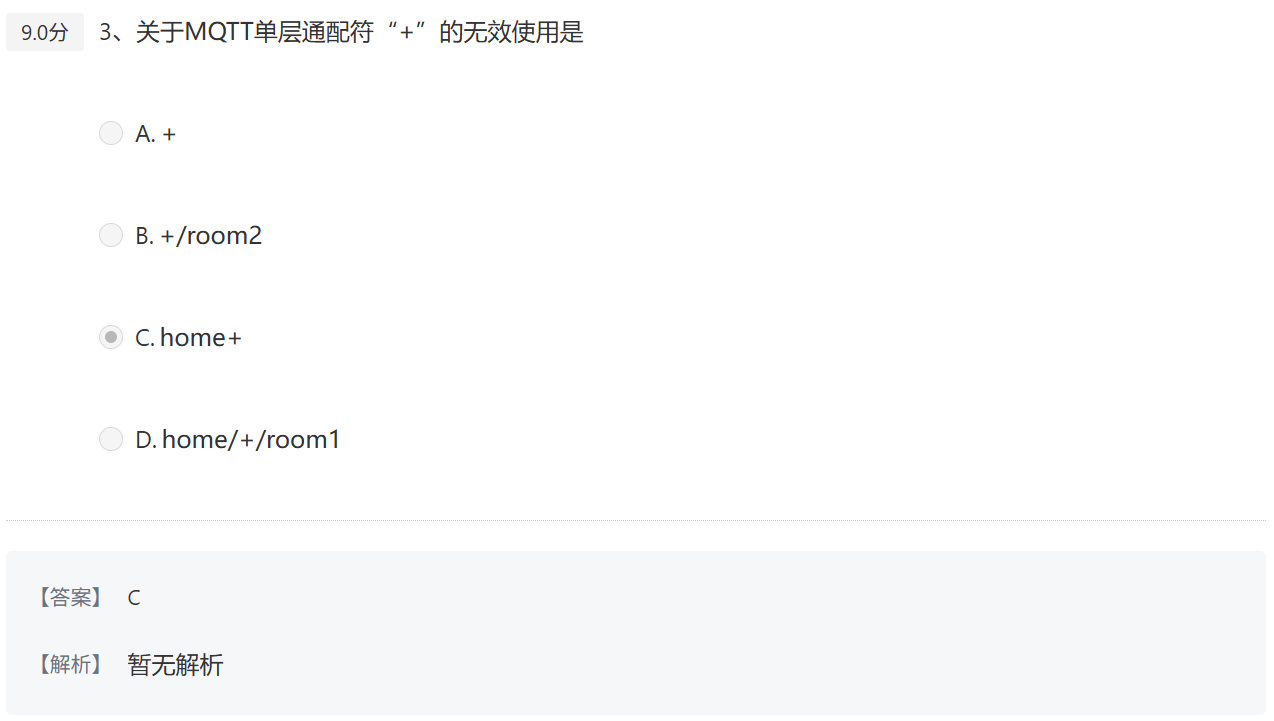 9.0分 3、关于MQTT单层通配符“+”的无效使用是
A. +
B. +/room2
C. home+
D. home/+/room1
【答案】 C
【解析】 暂无解析